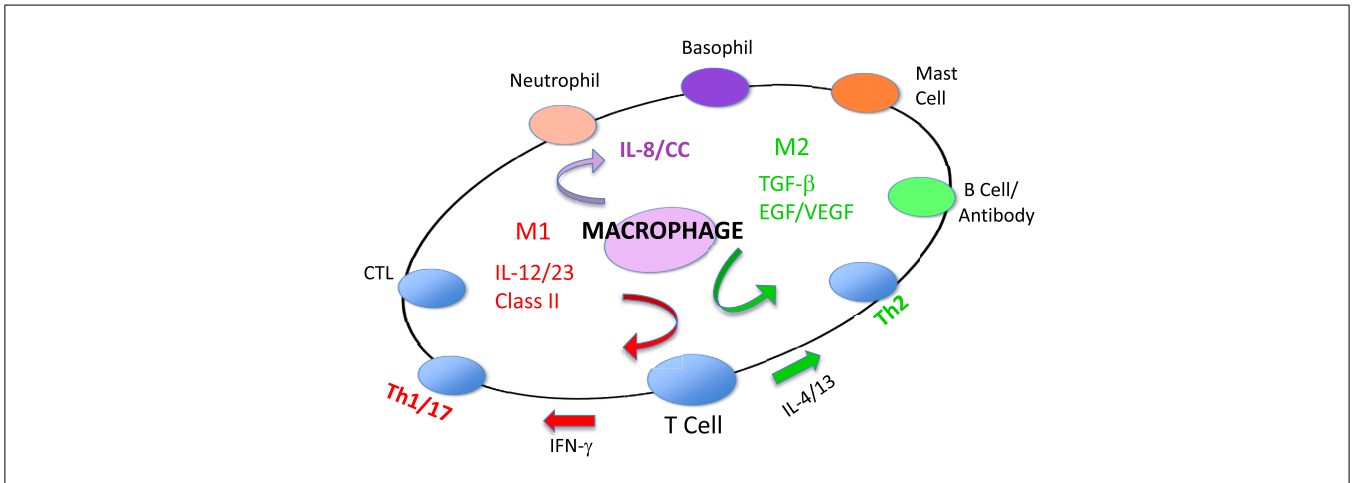 Basophil
Neutrophil
Mast
Cell
IL-8/CC
M2
TGF-β
EGF/VEGF
B Cell/
Antibody
M1
MACROPHAGE
IL-12/23
Class II
CTL
Th2
Th1/17
T Cell
IL-4/13
IFN-γ